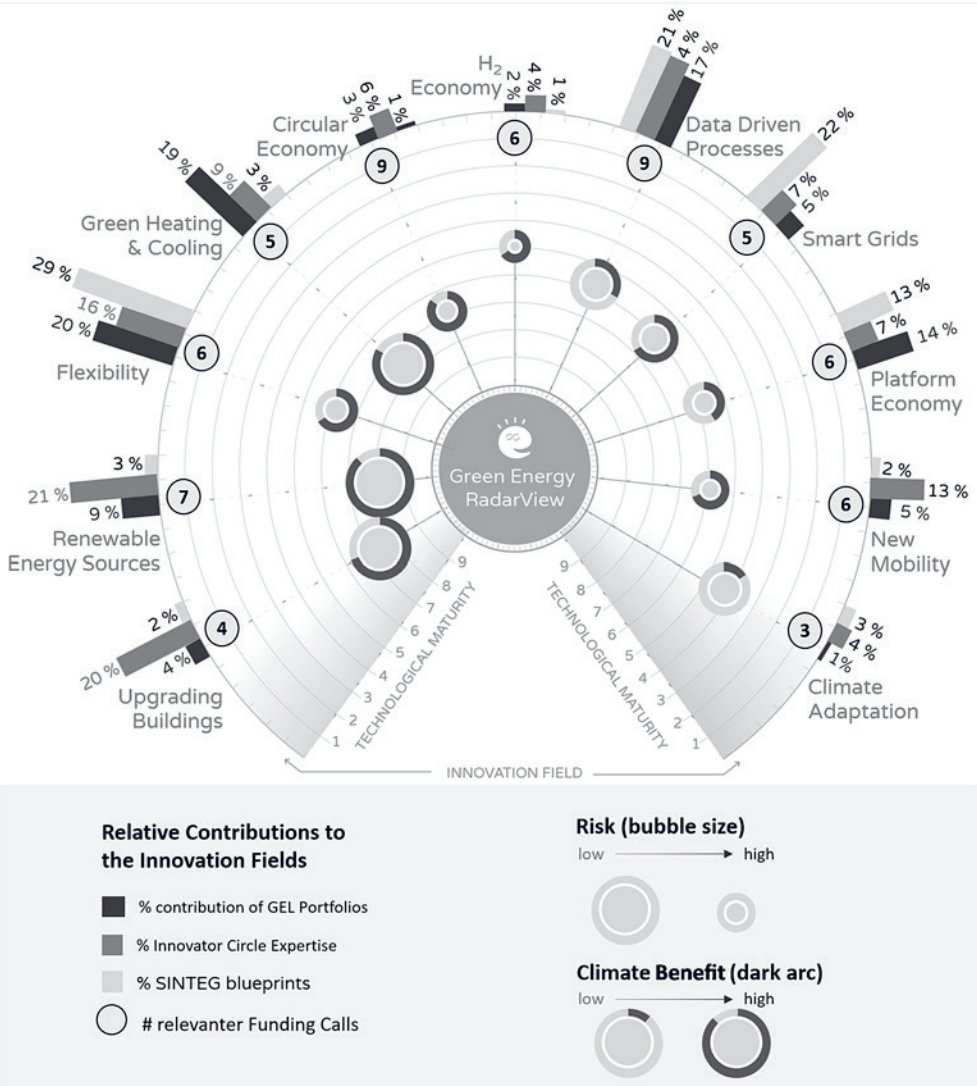 H2
Economy
2 %
4 %
1 %
6
Circular
Economy
3 %
6 %
1 %
9
Data Driven
Processes
21 %
4 %
17 %
9
Green Heating
& Cooling
19 %
9 %
3 %
5
Smart Grids
22 %
7 %
5 %
5
Flexibility
29 %
16 %
20 %
6
Platform
Economy
13 %
7 %
14 %
6
Renewable
Energy Sources
3 %
21 %
9 %
7
New
Mobility
2 %
13 %
5 %
6
Upgrading
Buildings
2 %
20 %
4 %
4
Climate
Adaptation
3 %
4 %
1%
3
Green Energy
RadarView
9
8
7
6
5
4
3
2
1
TECHNOLOGICAL MATURITY
9
8
7
6
5
4
3
2
1
TECHNOLOGICAL MATURITY
INNOVATION FIELD
Relative Contributions to
the Innovation Fields
% contribution of GEL Portfolios
% Innovator Circle Expertise
% SINTEG blueprints
# relevanter Funding Calls
Risk (bubble size)
low high
Climate Benefit (dark arc)
low high